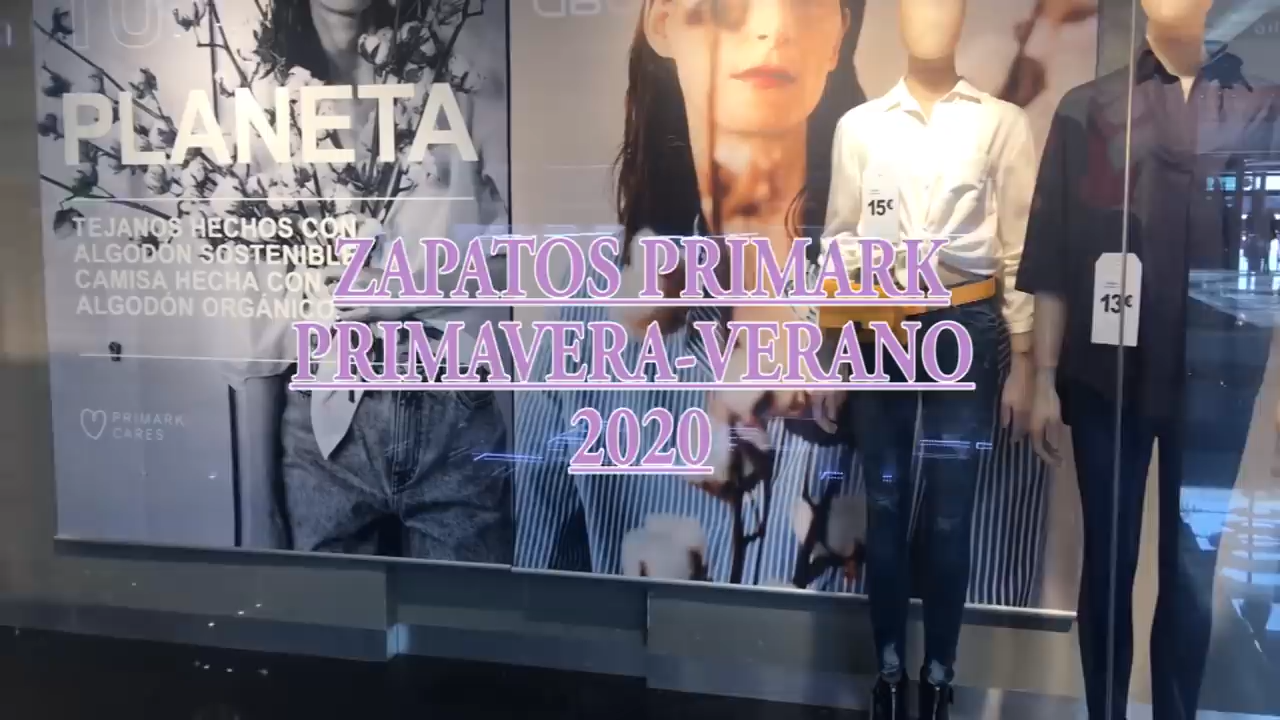 PLANETA
TEJANOS HECHOS CON
ALGODÓN SOSTENIBLE
CAMISA HECHA CON
ALGODÓN ORGÁNICO
PRIMARK
CARES
15€
13€
ZAPATOS PRIMARK
PRIMAVERA-VERANO
2020